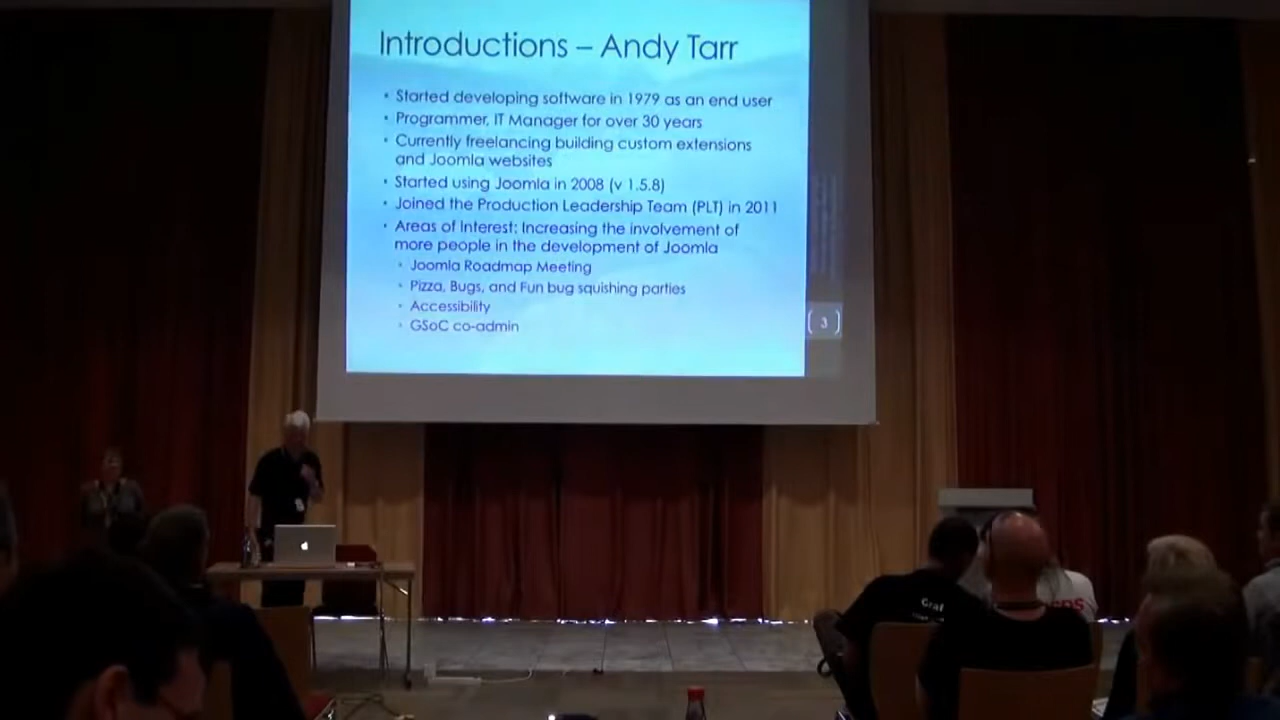 Introductions – Andy Tarr
• Started developing software in 1979 as an end user
• Programmer, IT Manager for over 30 years
• Currently freelancing building custom extensions
and Joomla websites
• Started using Joomla in 2008 (v 1.5.8)
• Joined the Production Leadership Team (PLT) in 2011
• Areas of Interest: Increasing the involvement of
more people in the development of Joomla
• Joomla Roadmap Meeting
• Pizza, Bugs, and Fun bug squishing parties
• Accessibility
• GSoC co-admin
3